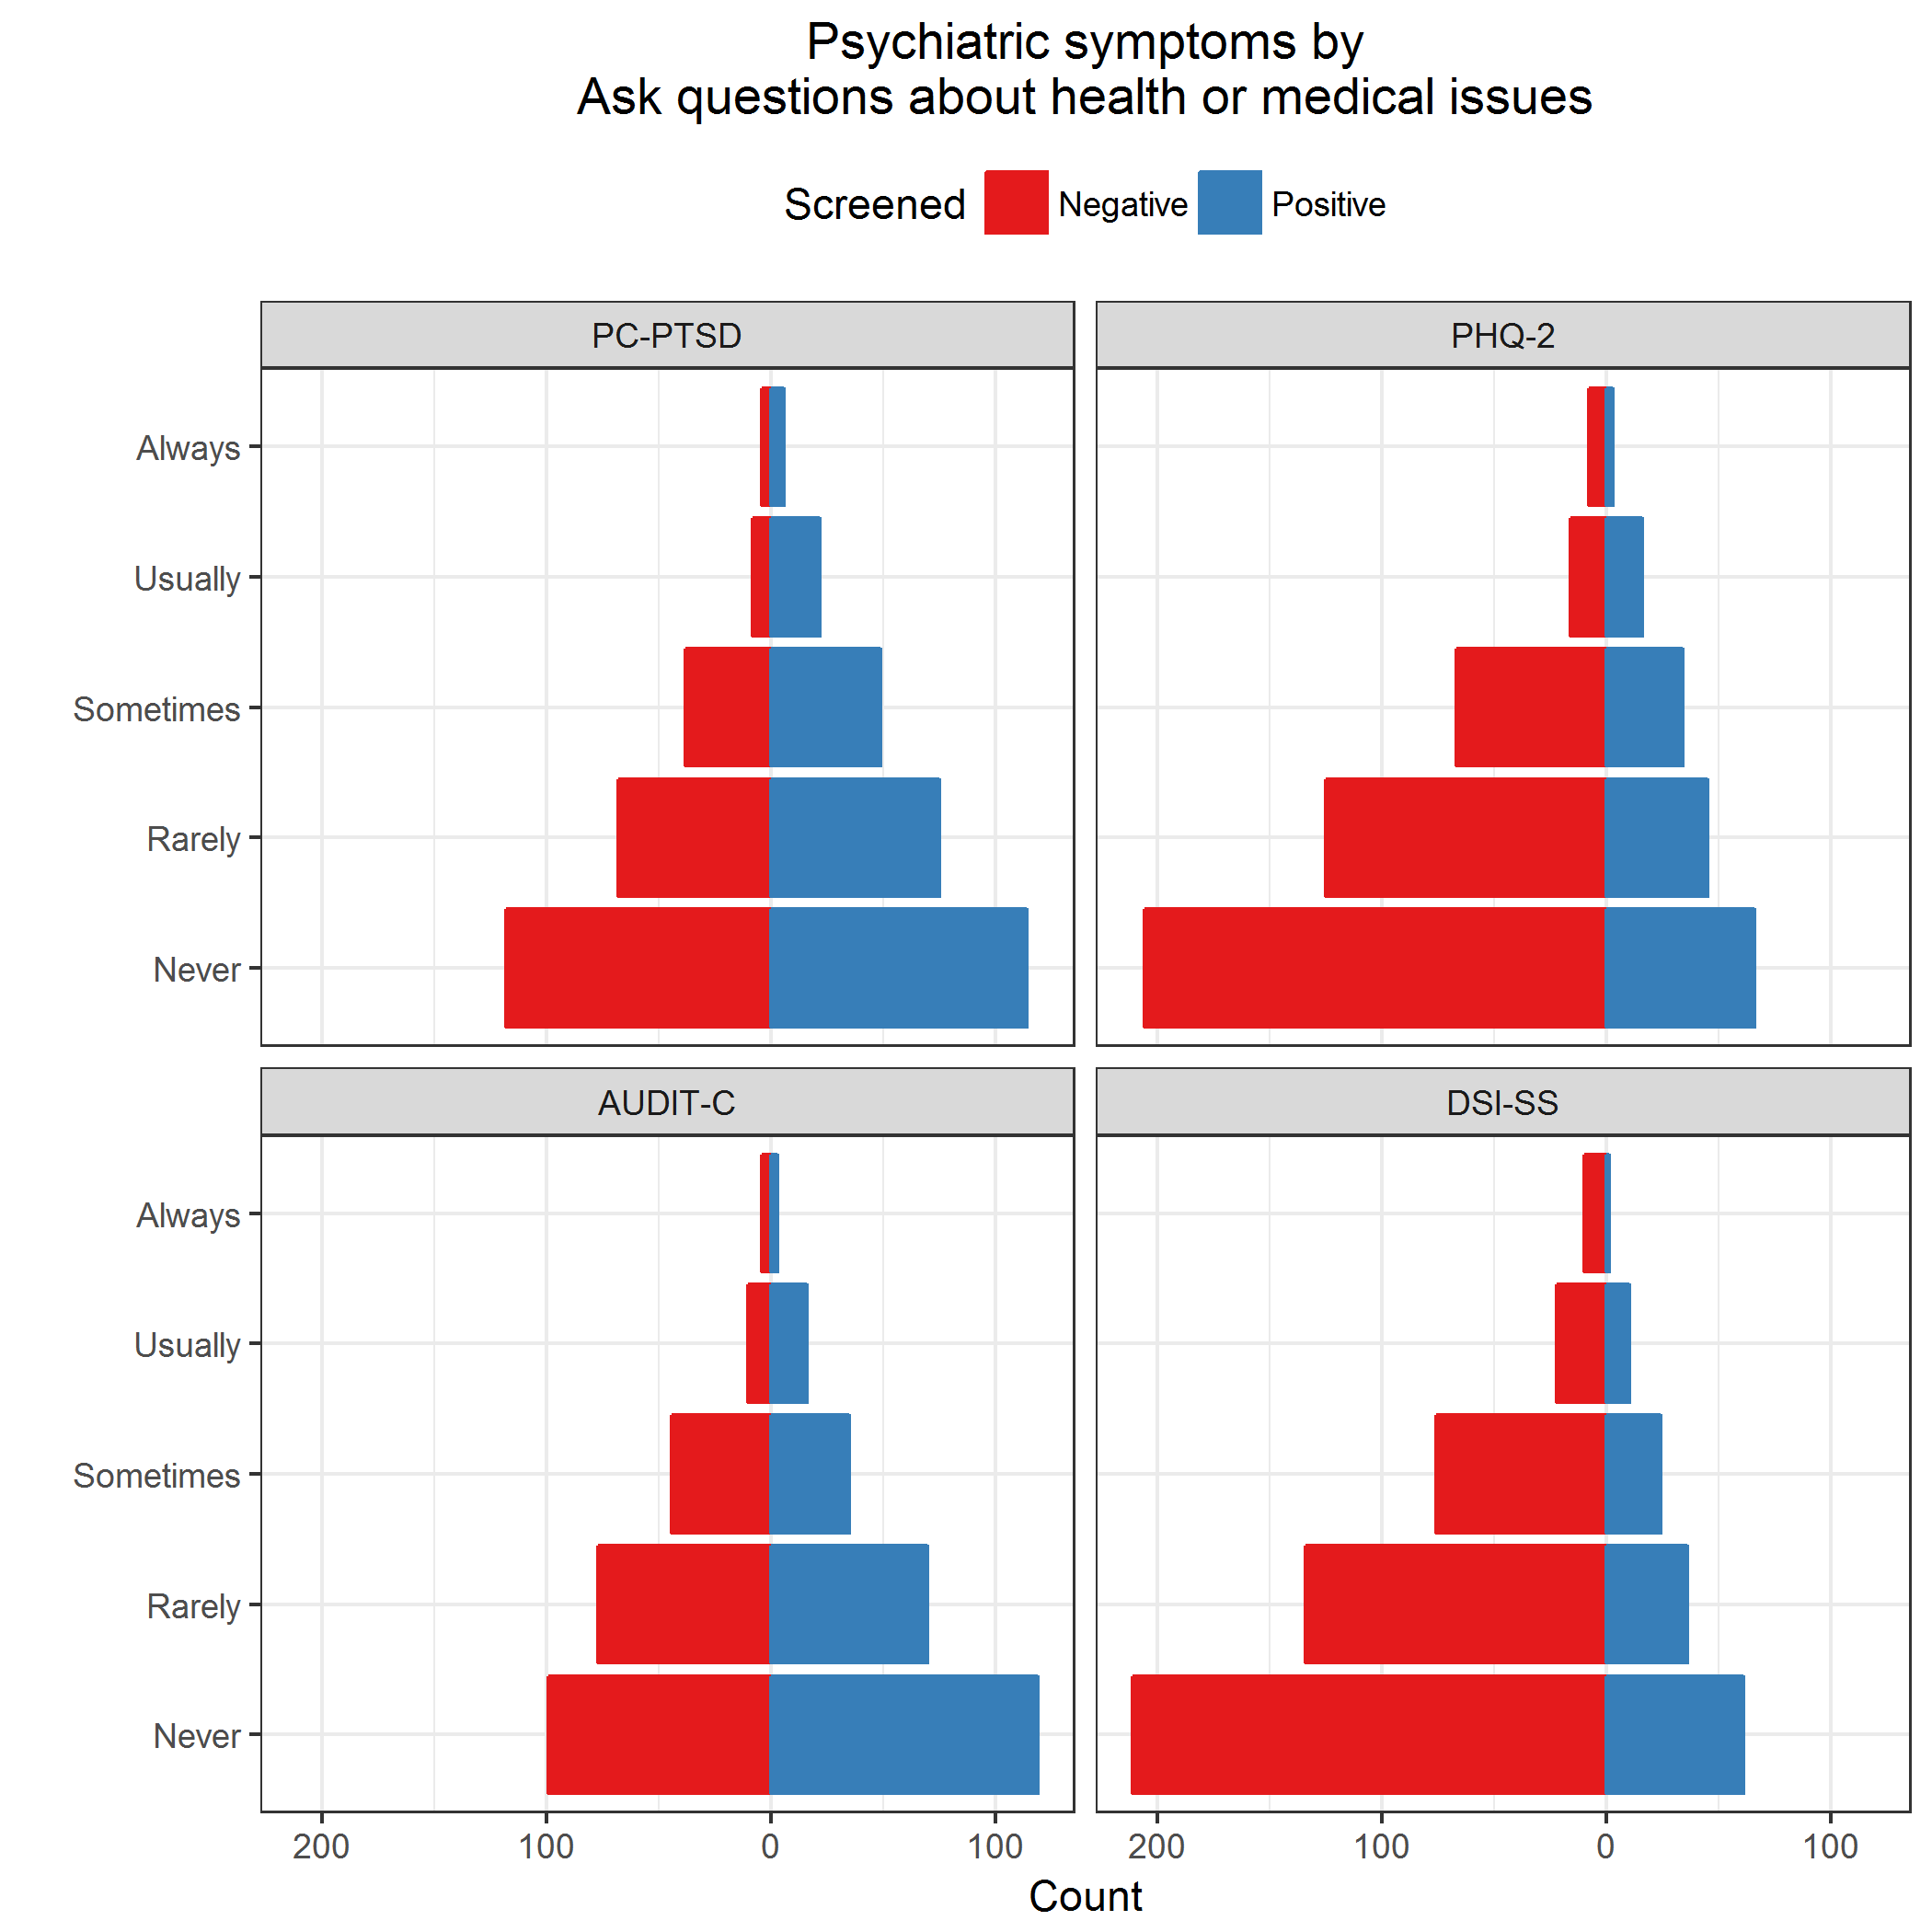 Psychiatric symptoms by
Ask questions about health or medical issues
Screened Negative Positive
PC-PTSD PHQ-2
Always
Usually
Sometimes
Rarely
Never
AUDIT-C DSI-SS
Always
Usually
Sometimes
Rarely
Never
200 100 0 100 200 100 0 100
Count